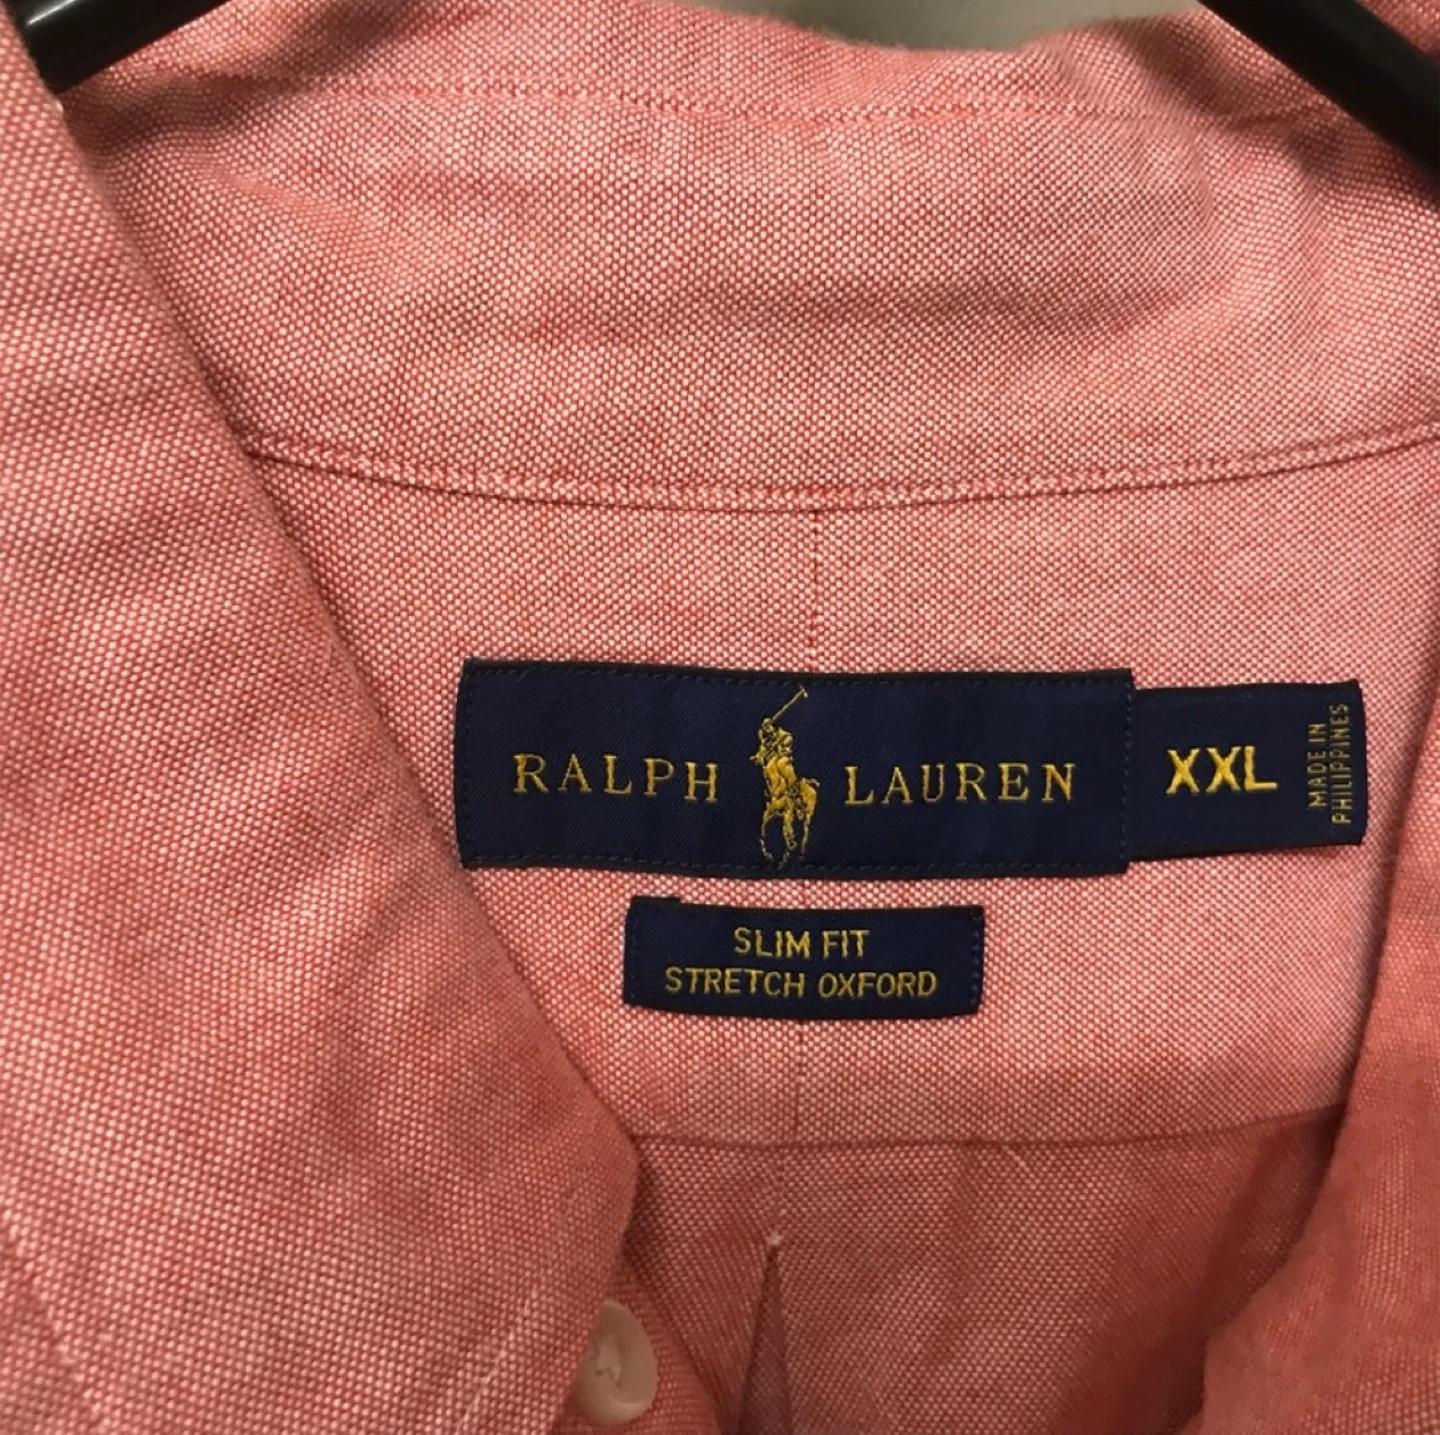 RALPH LAUREN
XXL
MADE IN
PHILIPPINES
SLIM FIT
STRETCH OXFORD